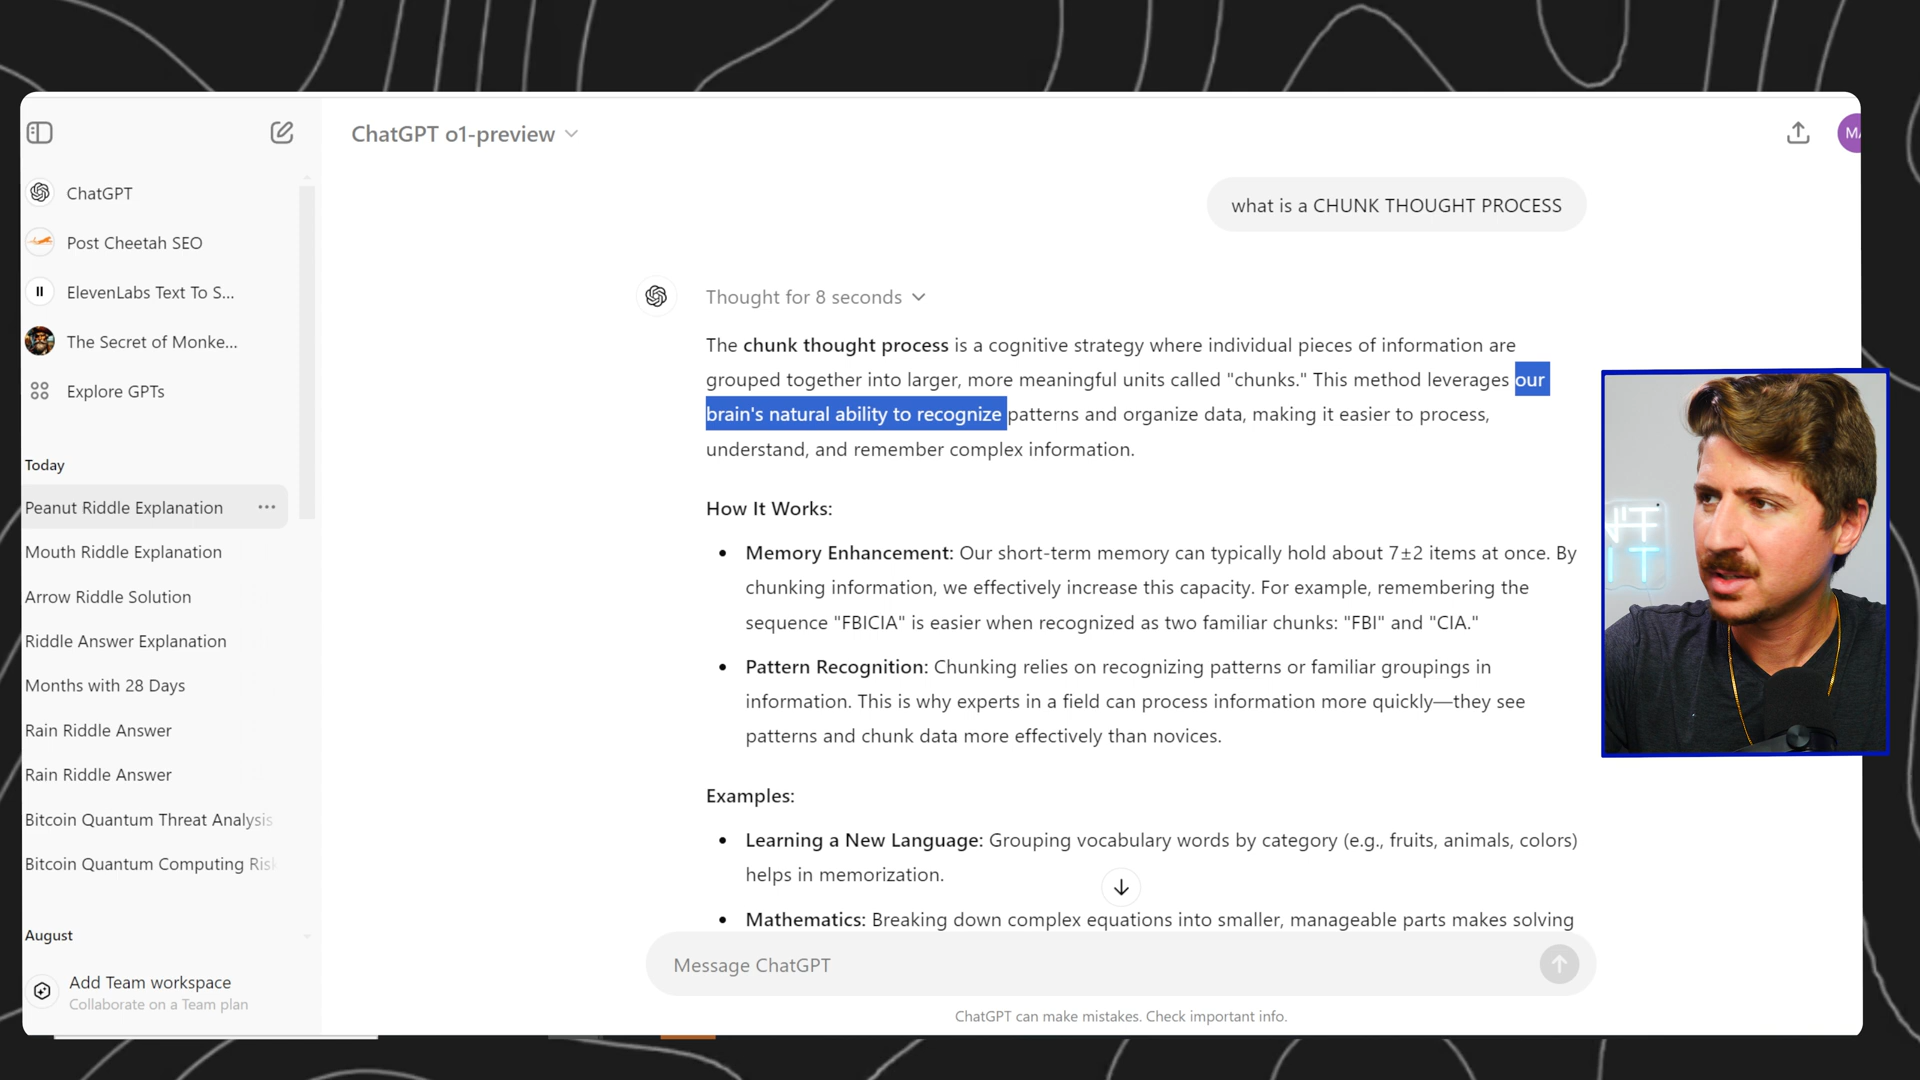 ChatGPT o1-preview
MA
ChatGPT
Post Cheetah SEO
ElevenLabs Text To S...
The Secret of Monke...
Explore GPTs
Today
Peanut Riddle Explanation
Mouth Riddle Explanation
Arrow Riddle Solution
Riddle Answer Explanation
Months with 28 Days
Rain Riddle Answer
Rain Riddle Answer
Bitcoin Quantum Threat Analysis
Bitcoin Quantum Computing Risk
August
Add Team workspace
Collaborate on a Team plan
what is a CHUNK THOUGHT PROCESS
Thought for 8 seconds
The chunk thought process is a cognitive strategy where individual pieces of information are
grouped together into larger, more meaningful units called "chunks." This method leverages our
brain's natural ability to recognize patterns and organize data, making it easier to process,
understand, and remember complex information.
How It Works:
• Memory Enhancement: Our short-term memory can typically hold about 7±2 items at once. By
chunking information, we effectively increase this capacity. For example, remembering the
sequence "FBICIA" is easier when recognized as two familiar chunks: "FBI" and "CIA."
• Pattern Recognition: Chunking relies on recognizing patterns or familiar groupings in
information. This is why experts in a field can process information more quickly—they see
patterns and chunk data more effectively than novices.
Examples:
• Learning a New Language: Grouping vocabulary words by category (e.g., fruits, animals, colors)
helps in memorization.
• Mathematics: Breaking down complex equations into smaller, manageable parts makes solving
Message ChatGPT
ChatGPT can make mistakes. Check important info.
N'T
IT